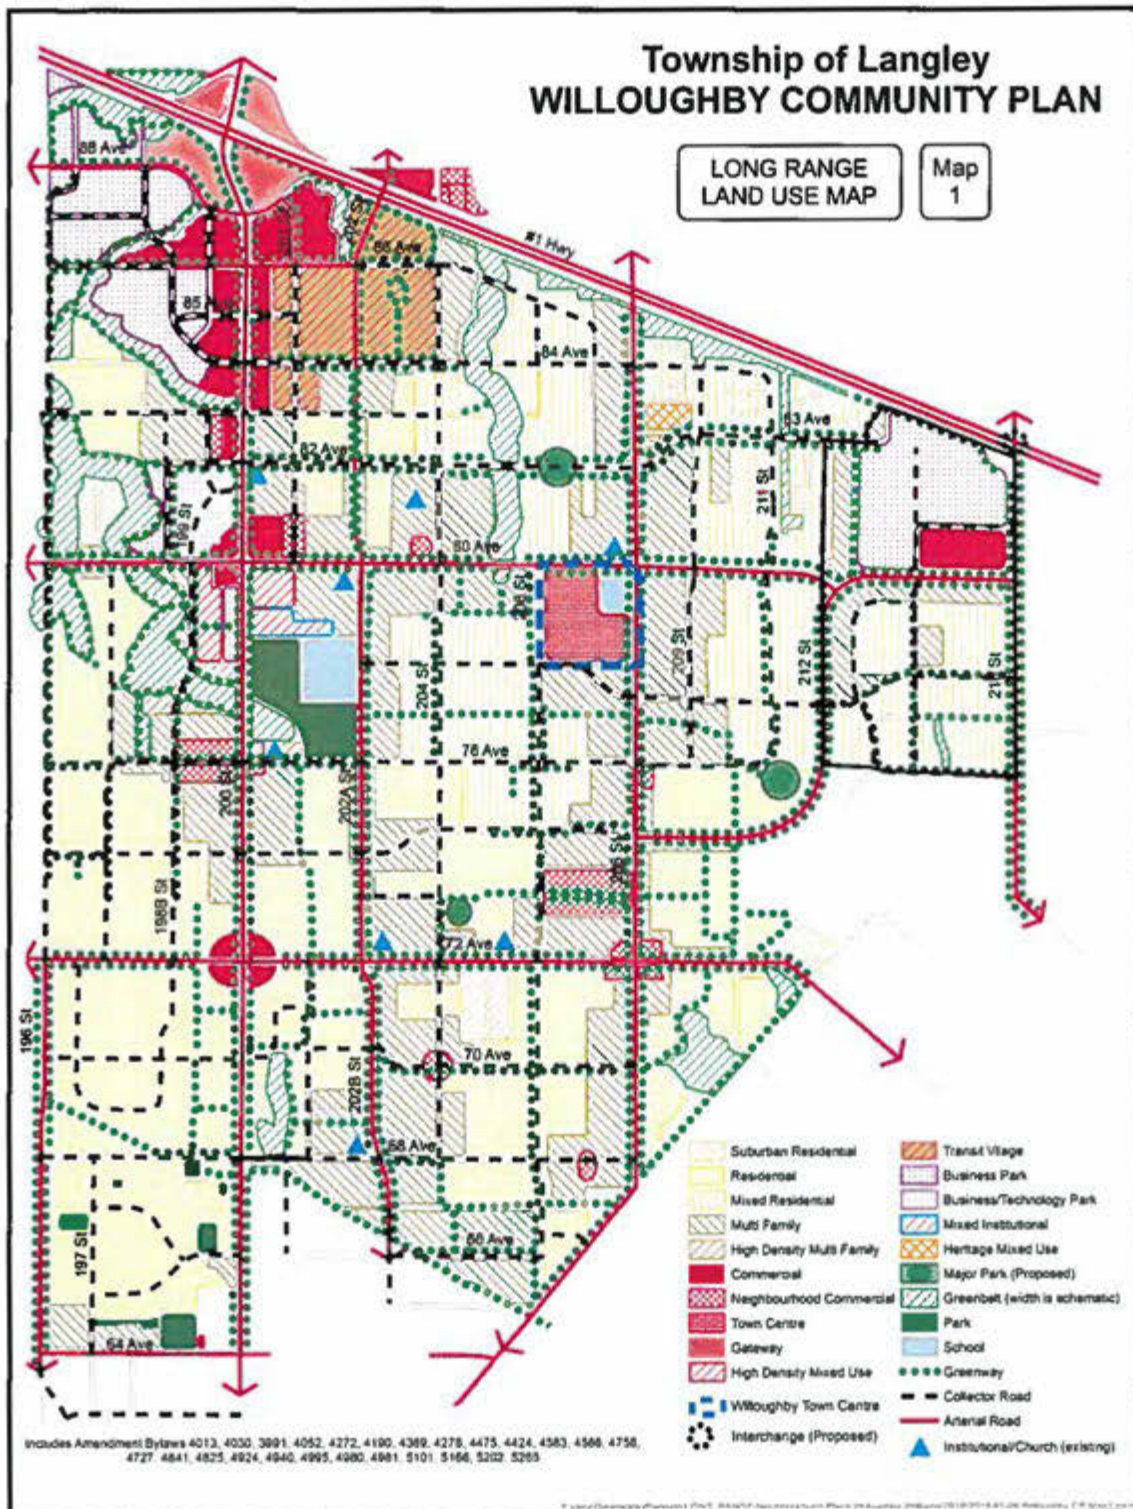 Township of Langley
WILLOUGHBY COMMUNITY PLAN
LONG RANGE
LAND USE MAP
Map
1
88 Ave
#1 Hwy
86 Ave
85 Ave
84 Ave
83 Ave
82 Ave
80 Ave
199 St
211 St
204 St
209 St
212 St
216 St
76 Ave
200 St
202A St
198B St
72 Ave
196 St
70 Ave
202B St
68 Ave
66 Ave
197 St
64 Ave
Suburban Residential
Residential
Mixed Residential
Multi Family
High Density Multi Family
Commercial
Neighbourhood Commercial
Town Centre
Gateway
High Density Mixed Use
Willoughby Town Centre
Interchange (Proposed)
Transit Village
Business Park
Business/Technology Park
Mixed Institutional
Heritage Mixed Use
Major Park (Proposed)
Greenbelt (width is schematic)
Park
School
Greenway
Collector Road
Arterial Road
Institutional/Church (existing)
Includes Amendment Bylaws 4013, 4030, 3991, 4052, 4272, 4190, 4369, 4278, 4475, 4424, 4583, 4566, 4758,
4727, 4841, 4825, 4924, 4940, 4995, 4980, 4981, 5101, 5166, 5202, 5265